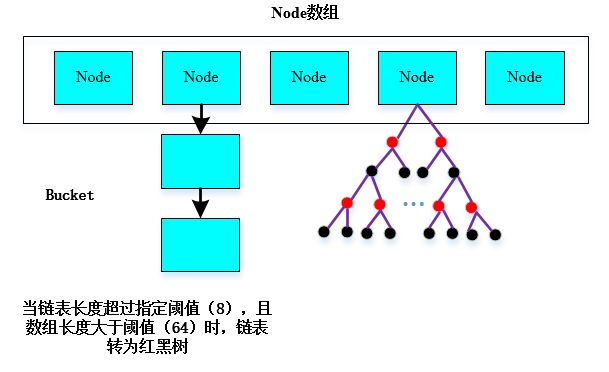 Node数组
Node
Node
Node
Node
Node
Bucket
当链表长度超过指定阈值（8），且
数组长度大于阈值（64）时，链表
转为红黑树